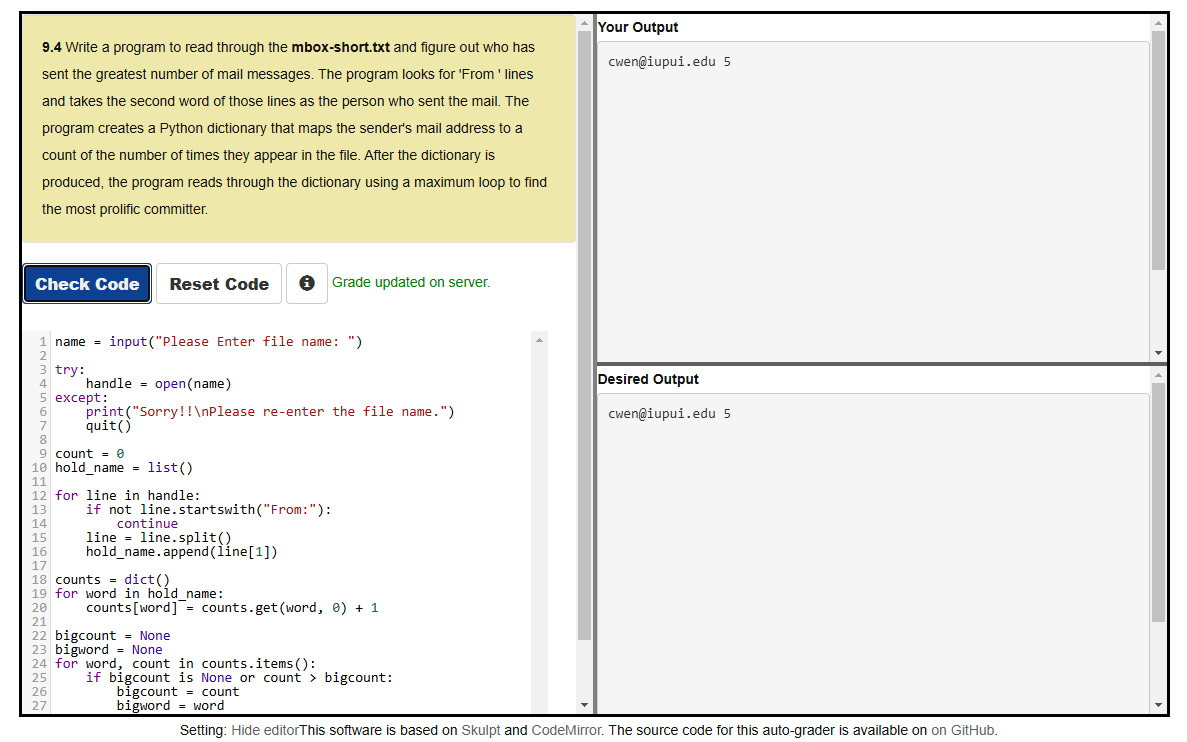 9.4 Write a program to read through the mbox-short.txt and figure out who has
sent the greatest number of mail messages. The program looks for 'From ' lines
and takes the second word of those lines as the person who sent the mail. The
program creates a Python dictionary that maps the sender's mail address to a
count of the number of times they appear in the file. After the dictionary is
produced, the program reads through the dictionary using a maximum loop to find
the most prolific committer.
Check Code Reset Code Grade updated on server.
1 name = input("Please Enter file name: ")
2
3 try:
4     handle = open(name)
5 except:
6     print("Sorry!!\nPlease re-enter the file name.")
7     quit()
8
9 count = 0
10 hold_name = list()
11
12 for line in handle:
13     if not line.startswith("From:"):
14         continue
15     line = line.split()
16     hold_name.append(line[1])
17
18 counts = dict()
19 for word in hold_name:
20     counts[word] = counts.get(word, 0) + 1
21
22 bigcount = None
23 bigword = None
24 for word, count in counts.items():
25     if bigcount is None or count > bigcount:
26         bigcount = count
27         bigword = word
Your Output
cwen@iupui.edu 5
Desired Output
cwen@iupui.edu 5
Setting: Hide editorThis software is based on Skulpt and CodeMirror. The source code for this auto-grader is available on on GitHub.